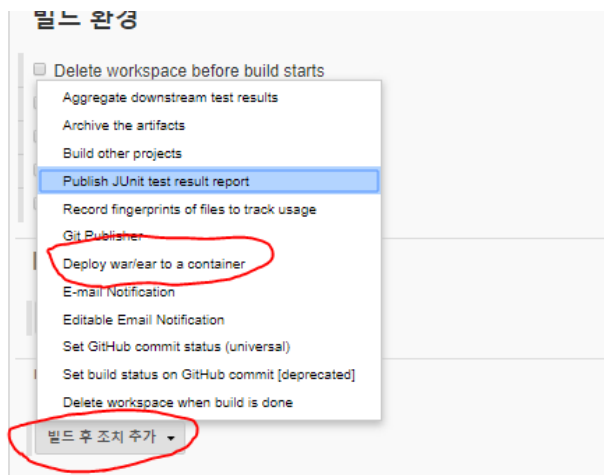 빌드 환경
Delete workspace before build starts
Aggregate downstream test results
Archive the artifacts
Build other projects
Publish JUnit test result report
Record fingerprints of files to track usage
Git Publisher
Deploy war/ear to a container
E-mail Notification
Editable Email Notification
Set GitHub commit status (universal)
Set build status on GitHub commit [deprecated]
Delete workspace when build is done
빌드 후 조치 추가